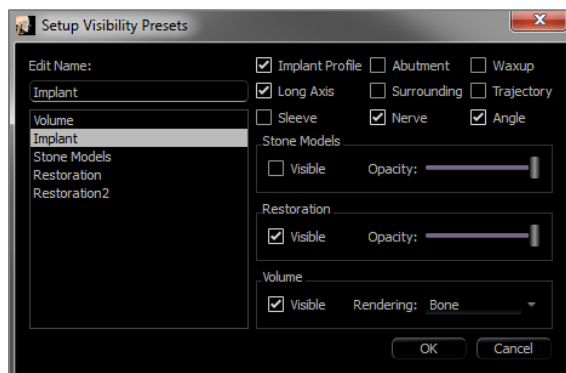 Setup Visibility Presets
Edit Name:
Implant
Volume
Implant
Stone Models
Restoration
Restoration2
Implant Profile Abutment Waxup
Long Axis Surrounding Trajectory
Sleeve Nerve Angle
Stone Models
Visible Opacity:
Restoration
Visible Opacity:
Volume
Visible Rendering: Bone
OK Cancel